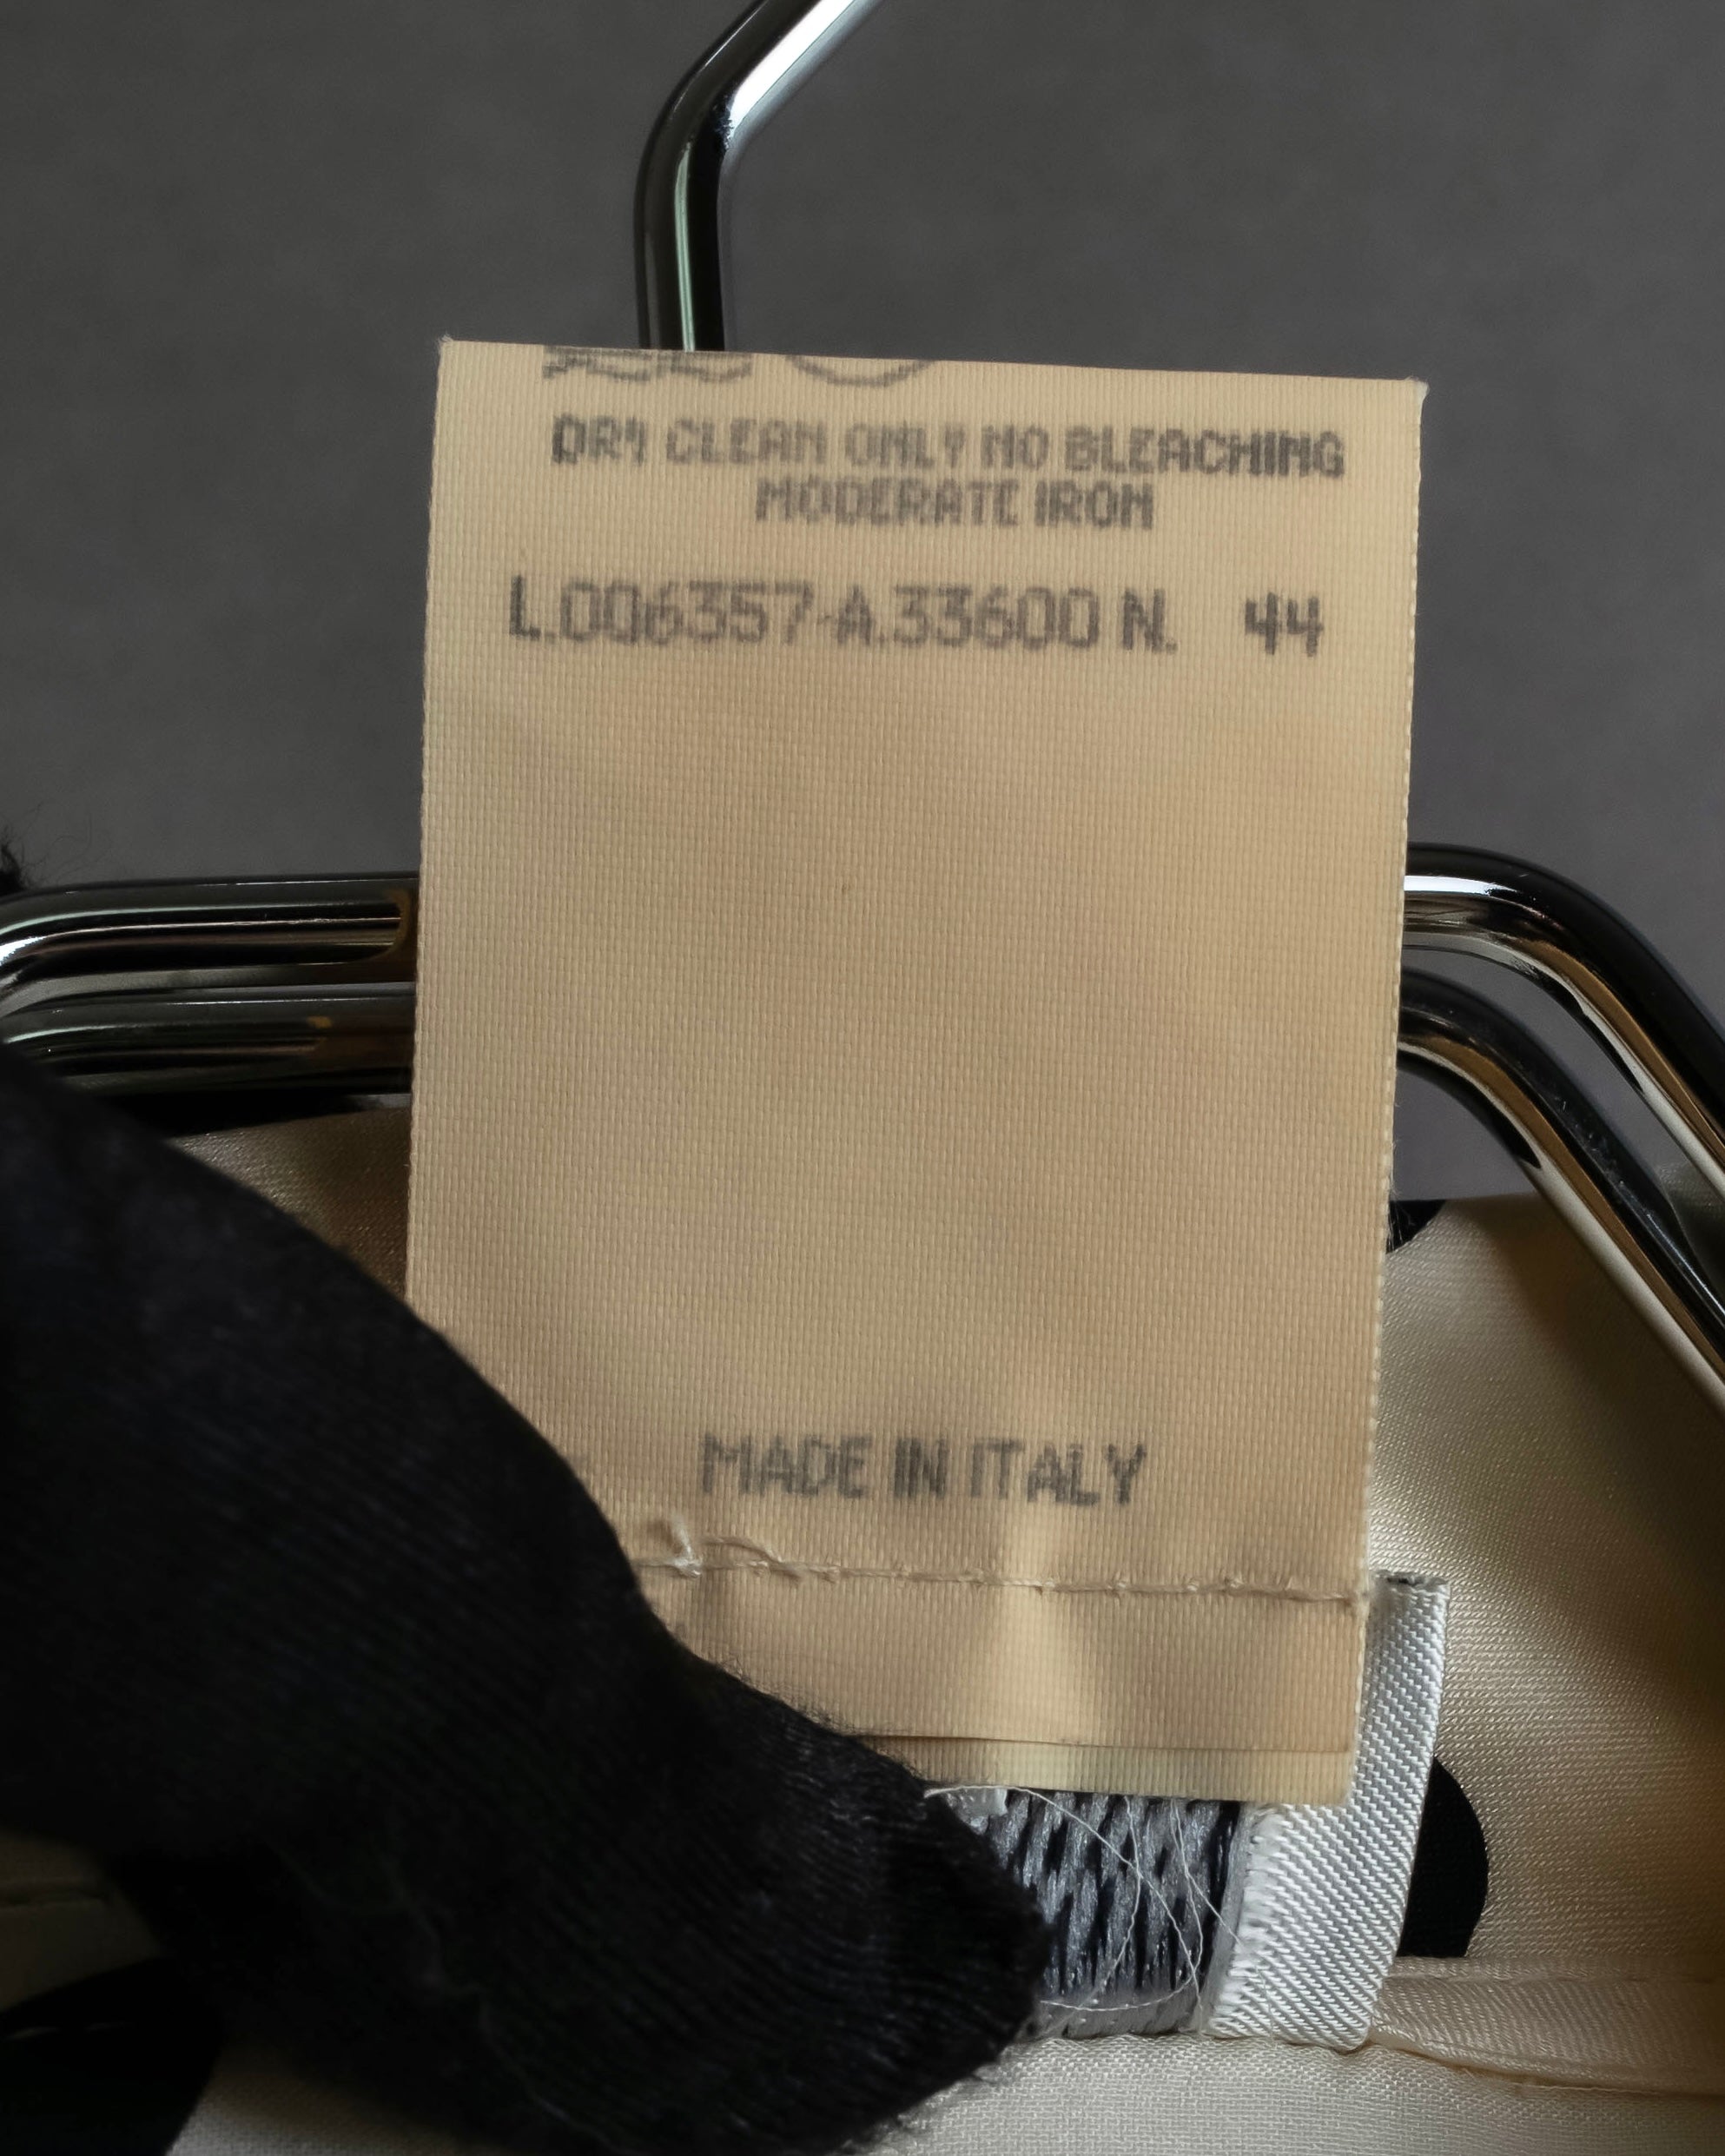 DRY CLEAN ONLY NO BLEACHING
MODERATE IRON
L.006357 A.33600 N. 44
MADE IN ITALY